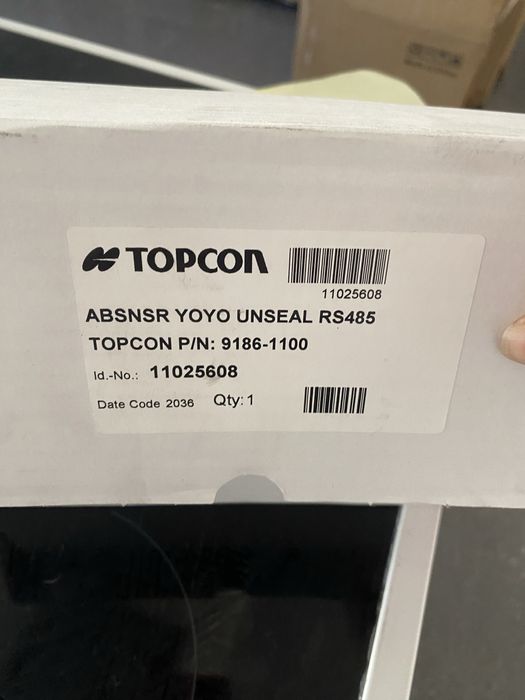 TOPCON
11025608
ABSNSR YOYO UNSEAL RS485
TOPCON P/N: 9186-1100
Id.-No.: 11025608
Date Code 2036 Qty: 1